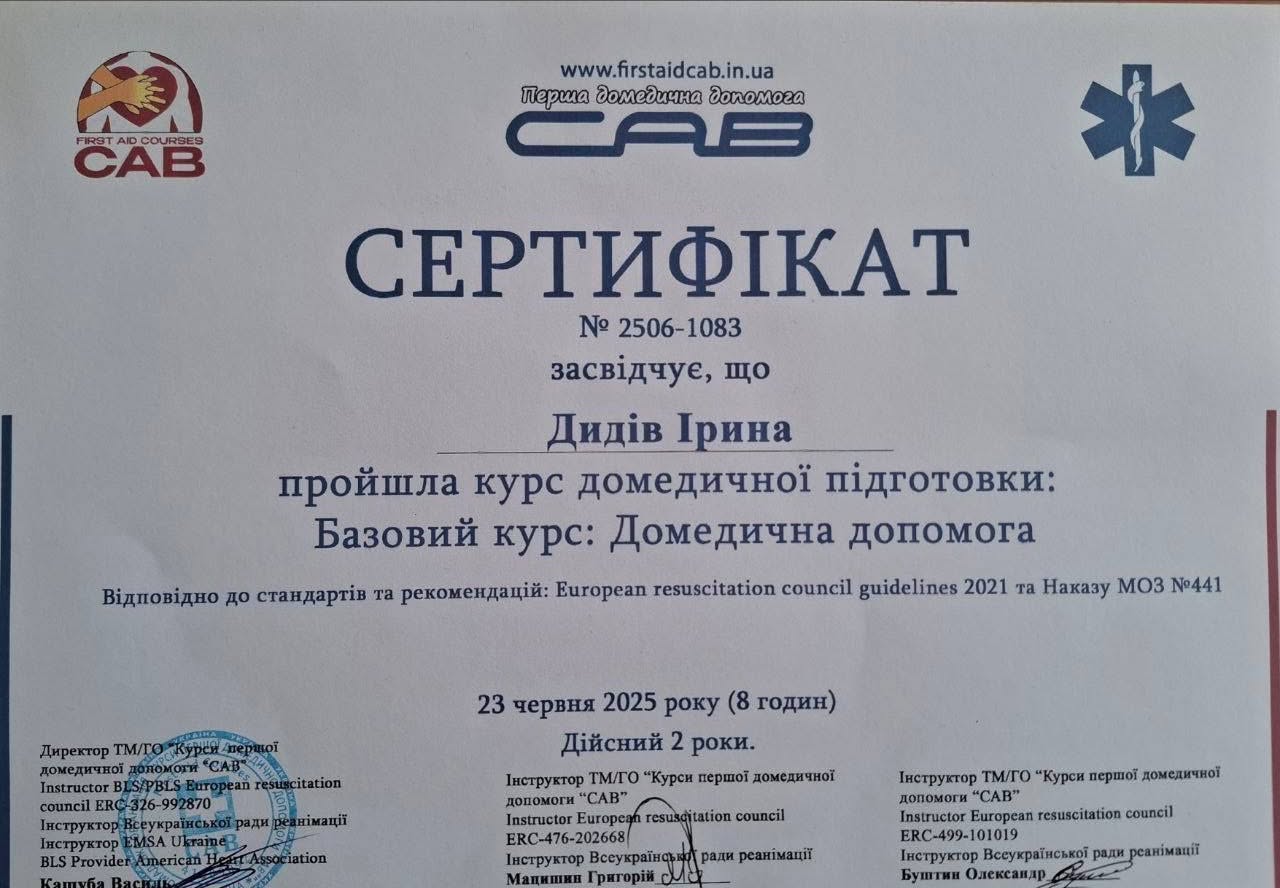 FIRST AID COURSES
CAB
www.firstaidcab.in.ua
Перша домедична допомога
CAB
СЕРТИФІКАТ
№ 2506-1083
засвідчує, що
Дидів Ірина
пройшла курс домедичної підготовки:
Базовий курс: Домедична допомога
Відповідно до стандартів та рекомендацій: European resuscitation council guidelines 2021 та Наказу МОЗ №441
23 червня 2025 року (8 годин)
Дійсний 2 роки.
Директор ТМ/ГО "Курси першої
домедичної допомоги "САВ"
Instructor BLS/PBLS European resuscitation
council ERC-326-992870
Інструктор Всеукраїнської ради реанімації
Інструктор EMSA Ukraine
BLS Provider American Heart Association
Кашуба Василь
Інструктор ТМ/ГО “Курси першої домедичної
допомоги “САВ”
Instructor European resuscitation council
ERC-476-202668
Інструктор Всеукраїнської ради реанімації
Мацишин Григорій
Інструктор ТМ/ГО “Курси першої домедичної
допомоги “САВ”
Instructor European resuscitation council
ERC-499-101019
Інструктор Всеукраїнської ради реанімації
Буштин Олександр